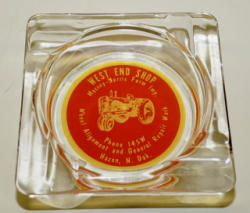 WEST END SHOP
Massey-Harris Farm Imp.
Phone 145W
Wheel Alignment and General Repair Work
Hazen, N. Dak.